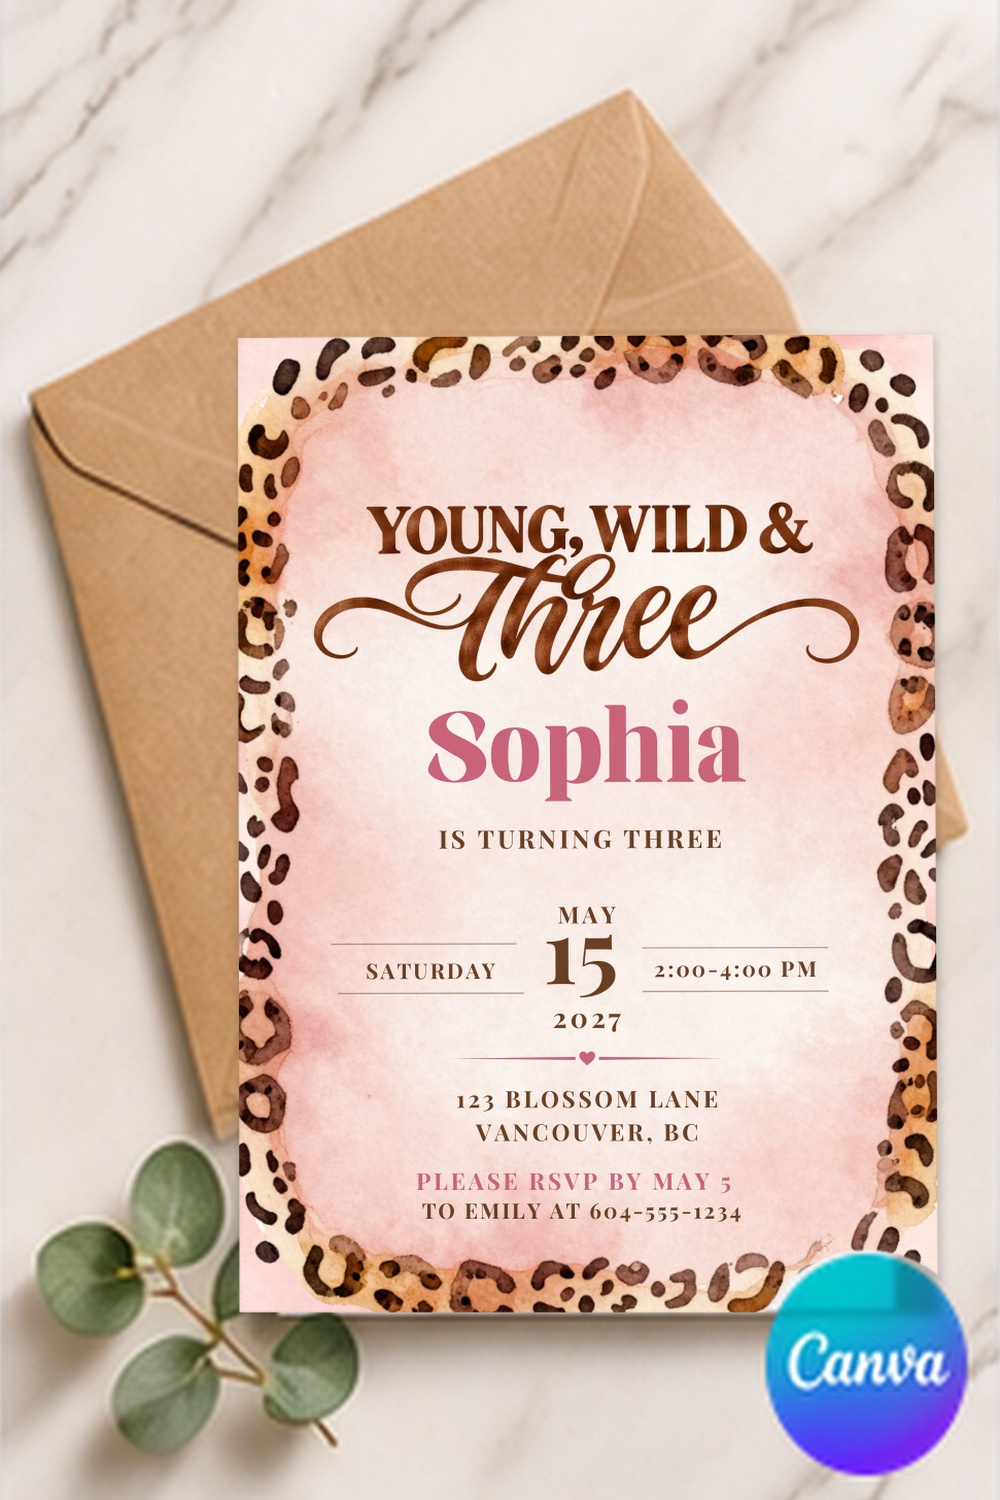 YOUNG, WILD &
Three
Sophia
IS TURNING THREE
MAY
SATURDAY 15 2:00-4:00 PM
2027
123 BLOSSOM LANE
VANCOUVER, BC
PLEASE RSVP BY MAY 5
TO EMILY AT 604-555-1234
Canva